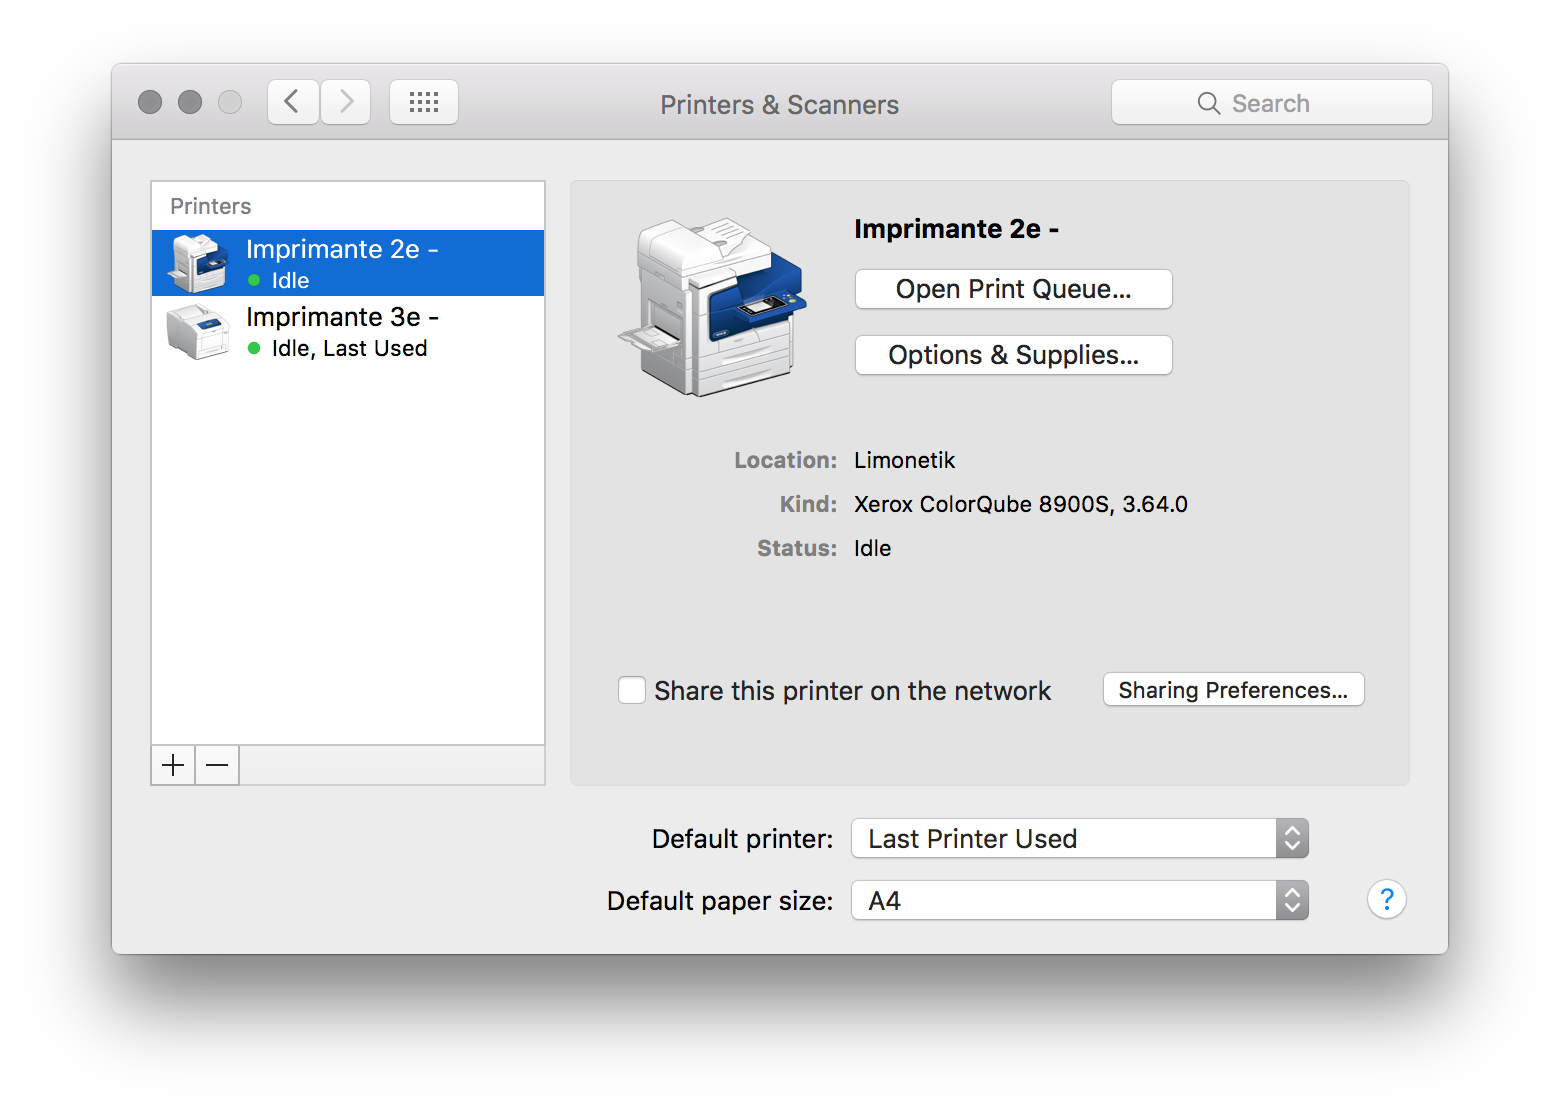 Printers & Scanners
Search
Printers
Imprimante 2e -
Idle
Imprimante 3e -
Idle, Last Used
Imprimante 2e -
Open Print Queue...
Options & Supplies...
Location: Limonetik
Kind: Xerox ColorQube 8900S, 3.64.0
Status: Idle
Share this printer on the network
Sharing Preferences...
Default printer: Last Printer Used
Default paper size: A4
?